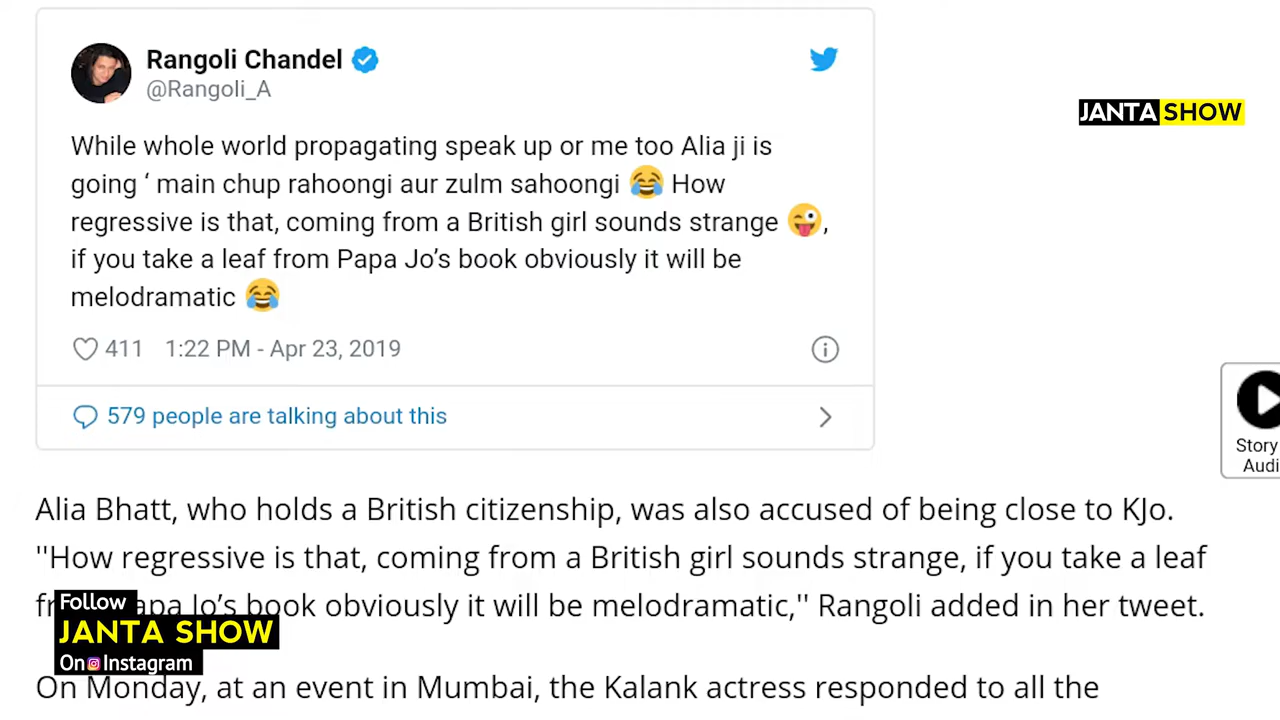 Rangoli Chandel
@Rangoli_A
JANTA SHOW
While whole world propagating speak up or me too Alia ji is
going ‘ main chup rahoongi aur zulm sahoongi 😂 How
regressive is that, coming from a British girl sounds strange 😜,
if you take a leaf from Papa Jo’s book obviously it will be
melodramatic 😂
411 1:22 PM - Apr 23, 2019
579 people are talking about this
Story
Audi
Alia Bhatt, who holds a British citizenship, was also accused of being close to KJo.
"How regressive is that, coming from a British girl sounds strange, if you take a leaf
Jo’s book obviously it will be melodramatic," Rangoli added in her tweet.
Follow
JANTA SHOW
On Instagram
On Monday, at an event in Mumbai, the Kalank actress responded to all the